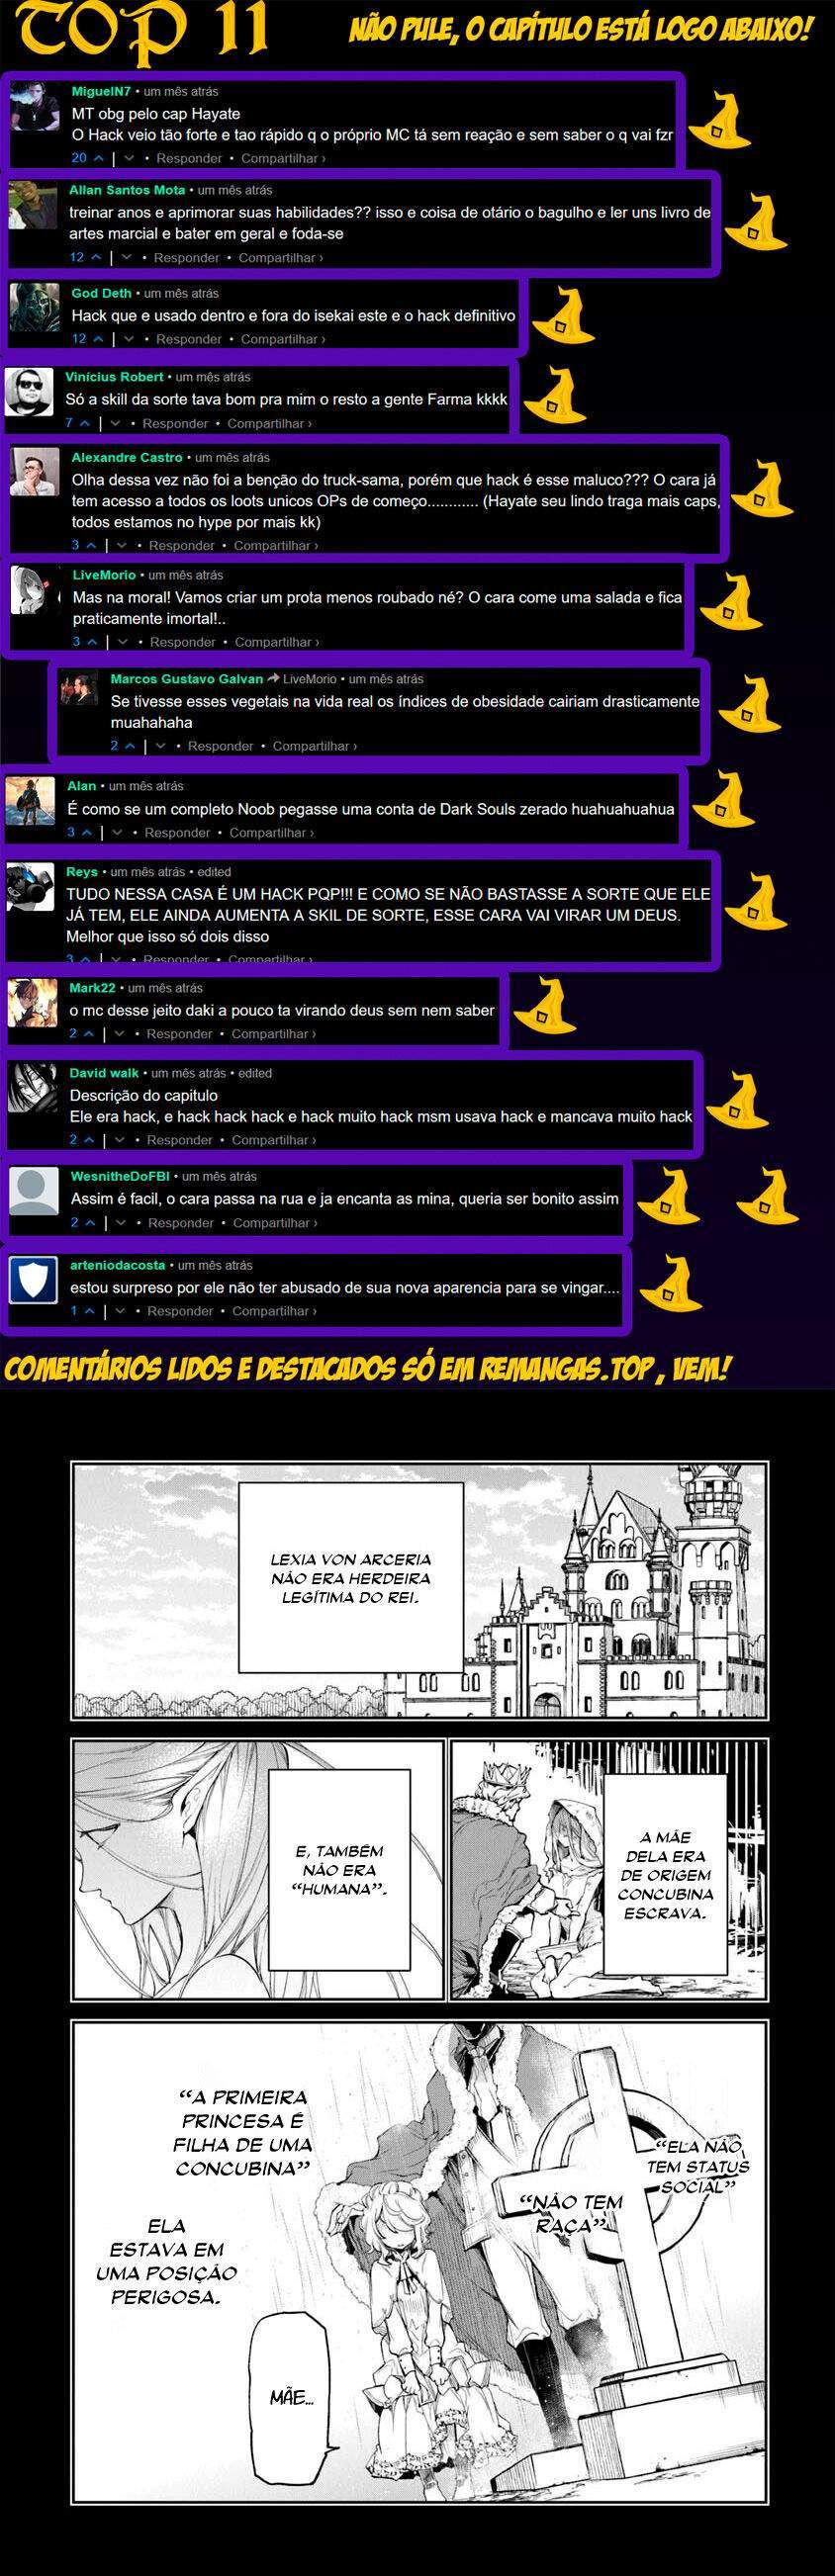 TOP 11
NÃO PULE, O CAPÍTULO ESTÁ LOGO ABAIXO!
MiguelN7 • um mês atrás
MT obg pelo cap Hayate
O Hack veio tão forte e tao rápido q o próprio MC tá sem reação e sem saber o q vai fzr
20 | • Responder • Compartilhar ›
Allan Santos Mota • um mês atrás
treinar anos e aprimorar suas habilidades?? isso e coisa de otário o bagulho e ler uns livro de
artes marcial e bater em geral e foda-se
12 | • Responder • Compartilhar ›
God Deth • um mês atrás
Hack que e usado dentro e fora do isekai este e o hack definitivo
12 | • Responder • Compartilhar ›
Vinícius Robert • um mês atrás
Só a skill da sorte tava bom pra mim o resto a gente Farma kkkk
7 | • Responder • Compartilhar ›
Alexandre Castro • um mês atrás
Olha dessa vez não foi a benção do truck-sama, porém que hack é esse maluco??? O cara já
tem acesso a todos os loots unicos OPs de começo............ (Hayate seu lindo traga mais caps,
todos estamos no hype por mais kk)
3 | • Responder • Compartilhar ›
LiveMorio • um mês atrás
Mas na moral! Vamos criar um prota menos roubado né? O cara come uma salada e fica
praticamente imortal!..
3 | • Responder • Compartilhar ›
Marcos Gustavo Galvan LiveMorio • um mês atrás
Se tivesse esses vegetais na vida real os índices de obesidade cairiam drasticamente
muahahaha
2 | • Responder • Compartilhar ›
Alan • um mês atrás
É como se um completo Noob pegasse uma conta de Dark Souls zerado huahuahuahua
3 | • Responder • Compartilhar ›
Reys • um mês atrás • edited
TUDO NESSA CASA É UM HACK PQP!!! E COMO SE NÃO BASTASSE A SORTE QUE ELE
JÁ TEM, ELE AINDA AUMENTA A SKIL DE SORTE, ESSE CARA VAI VIRAR UM DEUS.
Melhor que isso só dois disso
3 | • Responder • Compartilhar ›
Mark22 • um mês atrás
o mc desse jeito daki a pouco ta virando deus sem nem saber
2 | • Responder • Compartilhar ›
David walk • um mês atrás • edited
Descrição do capitulo
Ele era hack, e hack hack hack e hack muito hack msm usava hack e mancava muito hack
2 | • Responder • Compartilhar ›
WesnitheDoFBI • um mês atrás
Assim é facil, o cara passa na rua e ja encanta as mina, queria ser bonito assim
2 | • Responder • Compartilhar ›
arteniodacosta • um mês atrás
estou surpreso por ele não ter abusado de sua nova aparencia para se vingar....
1 | • Responder • Compartilhar ›
COMENTÁRIOS LIDOS E DESTACADOS SÓ EM REMANGAS.TOP , VEM!
LEXIA VON ARCERIA
NÃO ERA HERDEIRA
LEGÍTIMA DO REI.
E, TAMBÉM
NÃO ERA
“HUMANA”.
A MÃE
DELA ERA
DE ORIGEM
CONCUBINA
ESCRAVA.
“A PRIMEIRA
PRINCESA É
FILHA DE UMA
CONCUBINA”
“ELA NÃO
TEM STATUS
SOCIAL”
“NÃO TEM
RAÇA”
ELA
ESTAVA EM
UMA POSIÇÃO
PERIGOSA.
MÃE...